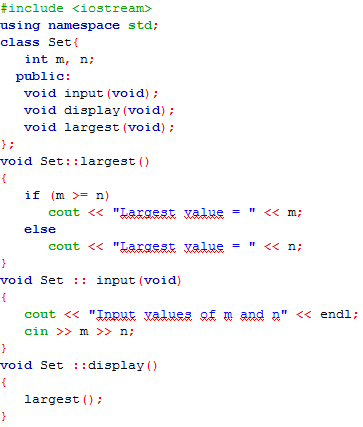 #include <iostream>
using namespace std;
class Set{
   int m, n;
  public:
   void input(void);
   void display(void);
   void largest(void);
};
void Set::largest()
{
   if (m >= n)
      cout << "Largest value = " << m;
   else
      cout << "Largest value = " << n;
}
void Set :: input(void)
{
   cout << "Input values of m and n" << endl;
   cin >> m >> n;
}
void Set ::display()
{
   largest();
}